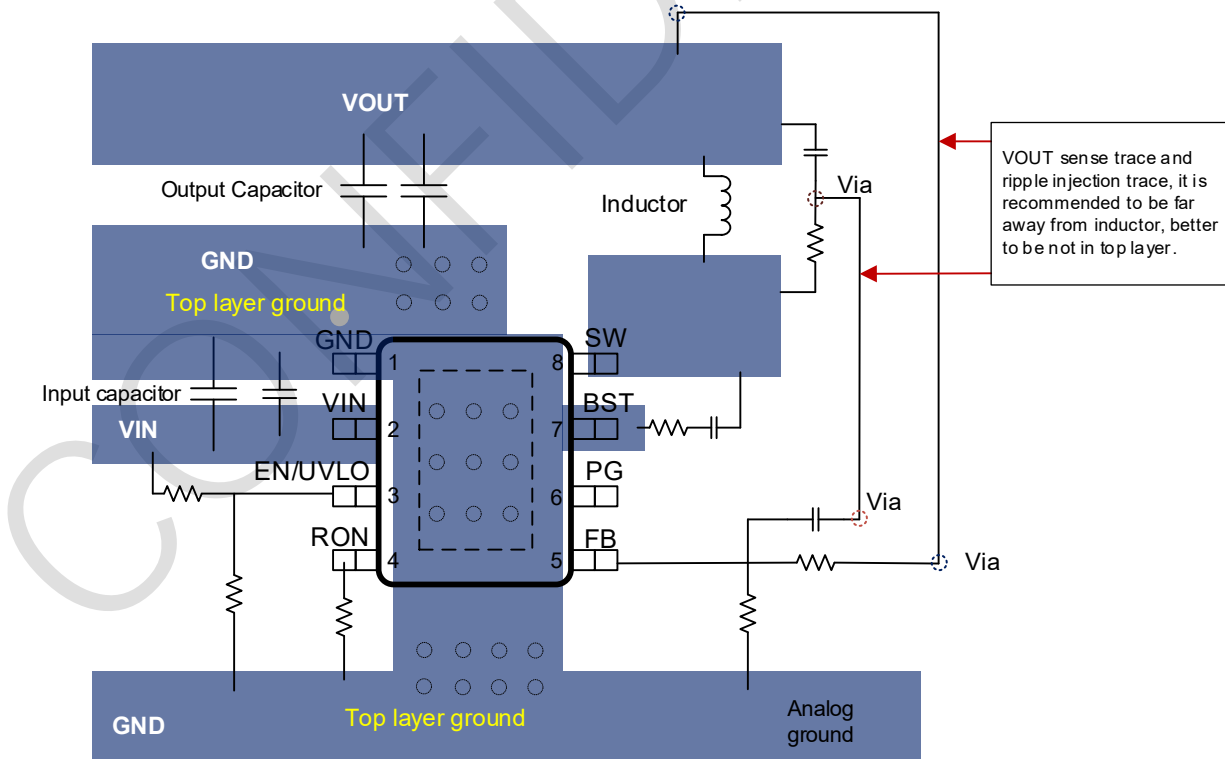 VOUT
Output Capacitor
Inductor
Via
VOUT sense trace and
ripple injection trace, it is
recommended to be far
away from inductor, better
to be not in top layer.
GND
Top layer ground
GND
SW
1
8
Input capacitor
VIN
BST
VIN
2
7
EN/UVLO
PG
3
6
Via
RON
FB
4
5
Via
GND
Top layer ground
Analog
ground